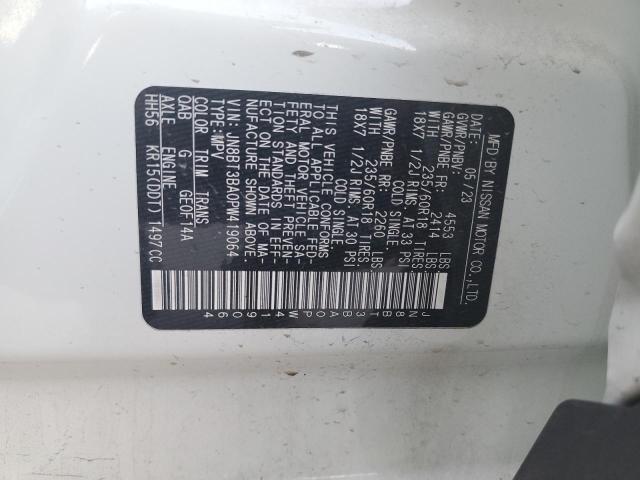 MFD BY NISSAN MOTOR CO.,LTD.
DATE: 05/23
GVWR/PNBV: 4553 LBS
GAWR/PNBE FR: 2414 LBS
WITH 235/60R18 TIRES
18X7 1/2J RIMS AT 33 PSI
COLD SINGLE
GAWR/PNBE RR: 2260 LBS
WITH 235/60R18 TIRES
18X7 1/2J RIMS AT 30 PSI
COLD SINGLE
THIS VEHICLE CONFORMS
TO ALL APPLICABLE FED-
ERAL MOTOR VEHICLE SA-
FETY AND THEFT PREVEN-
TION STANDARDS IN EFF-
ECT ON THE DATE OF MA-
NUFACTURE SHOWN ABOVE.
VIN: JN8BT3BA0PW419064
TYPE:MPV
COLOR TRIM TRANS
QAB G GE0F14A
AXLE ENGINE
HH56 KR15(DDT) 1497CC
JN8BT3BA0PW419064